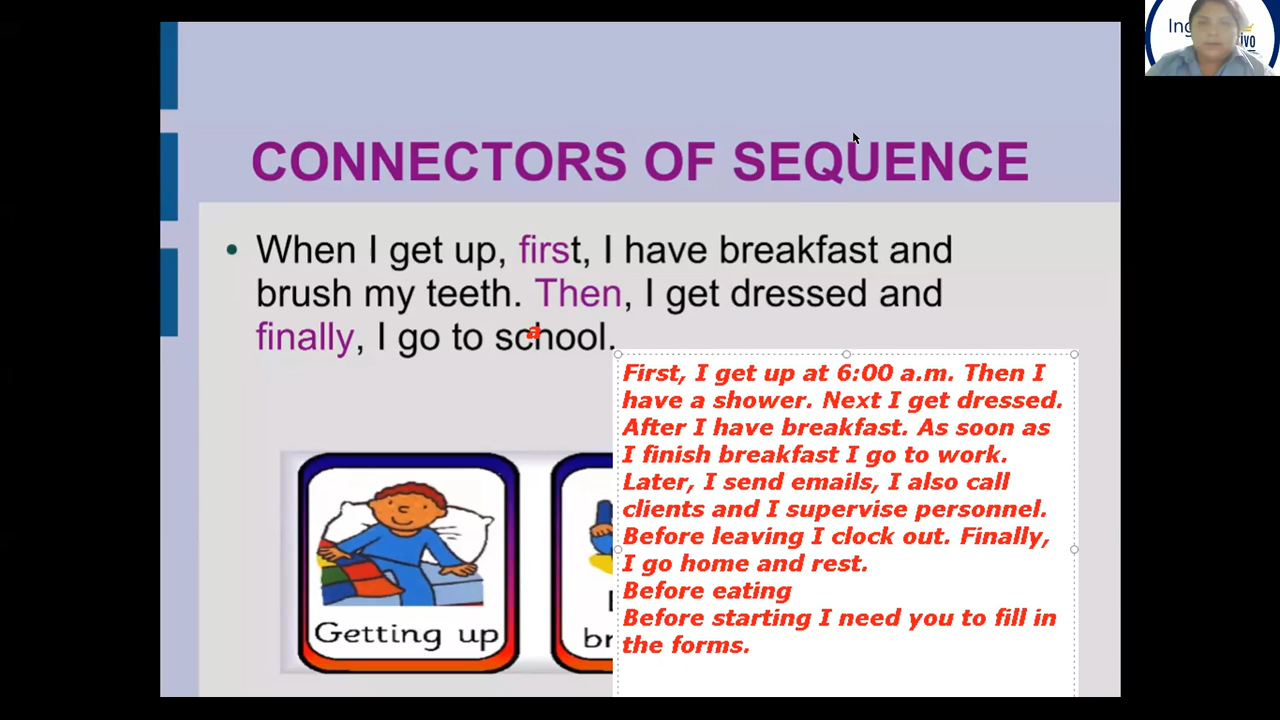 Ing
ivo
CONNECTORS OF SEQUENCE
• When I get up, first, I have breakfast and
brush my teeth. Then, I get dressed and
finally, I go to school.
a
First, I get up at 6:00 a.m. Then I
have a shower. Next I get dressed.
After I have breakfast. As soon as
I finish breakfast I go to work.
Later, I send emails, I also call
clients and I supervise personnel.
Before leaving I clock out. Finally,
I go home and rest.
Before eating
Before starting I need you to fill in
the forms.
Getting up
br